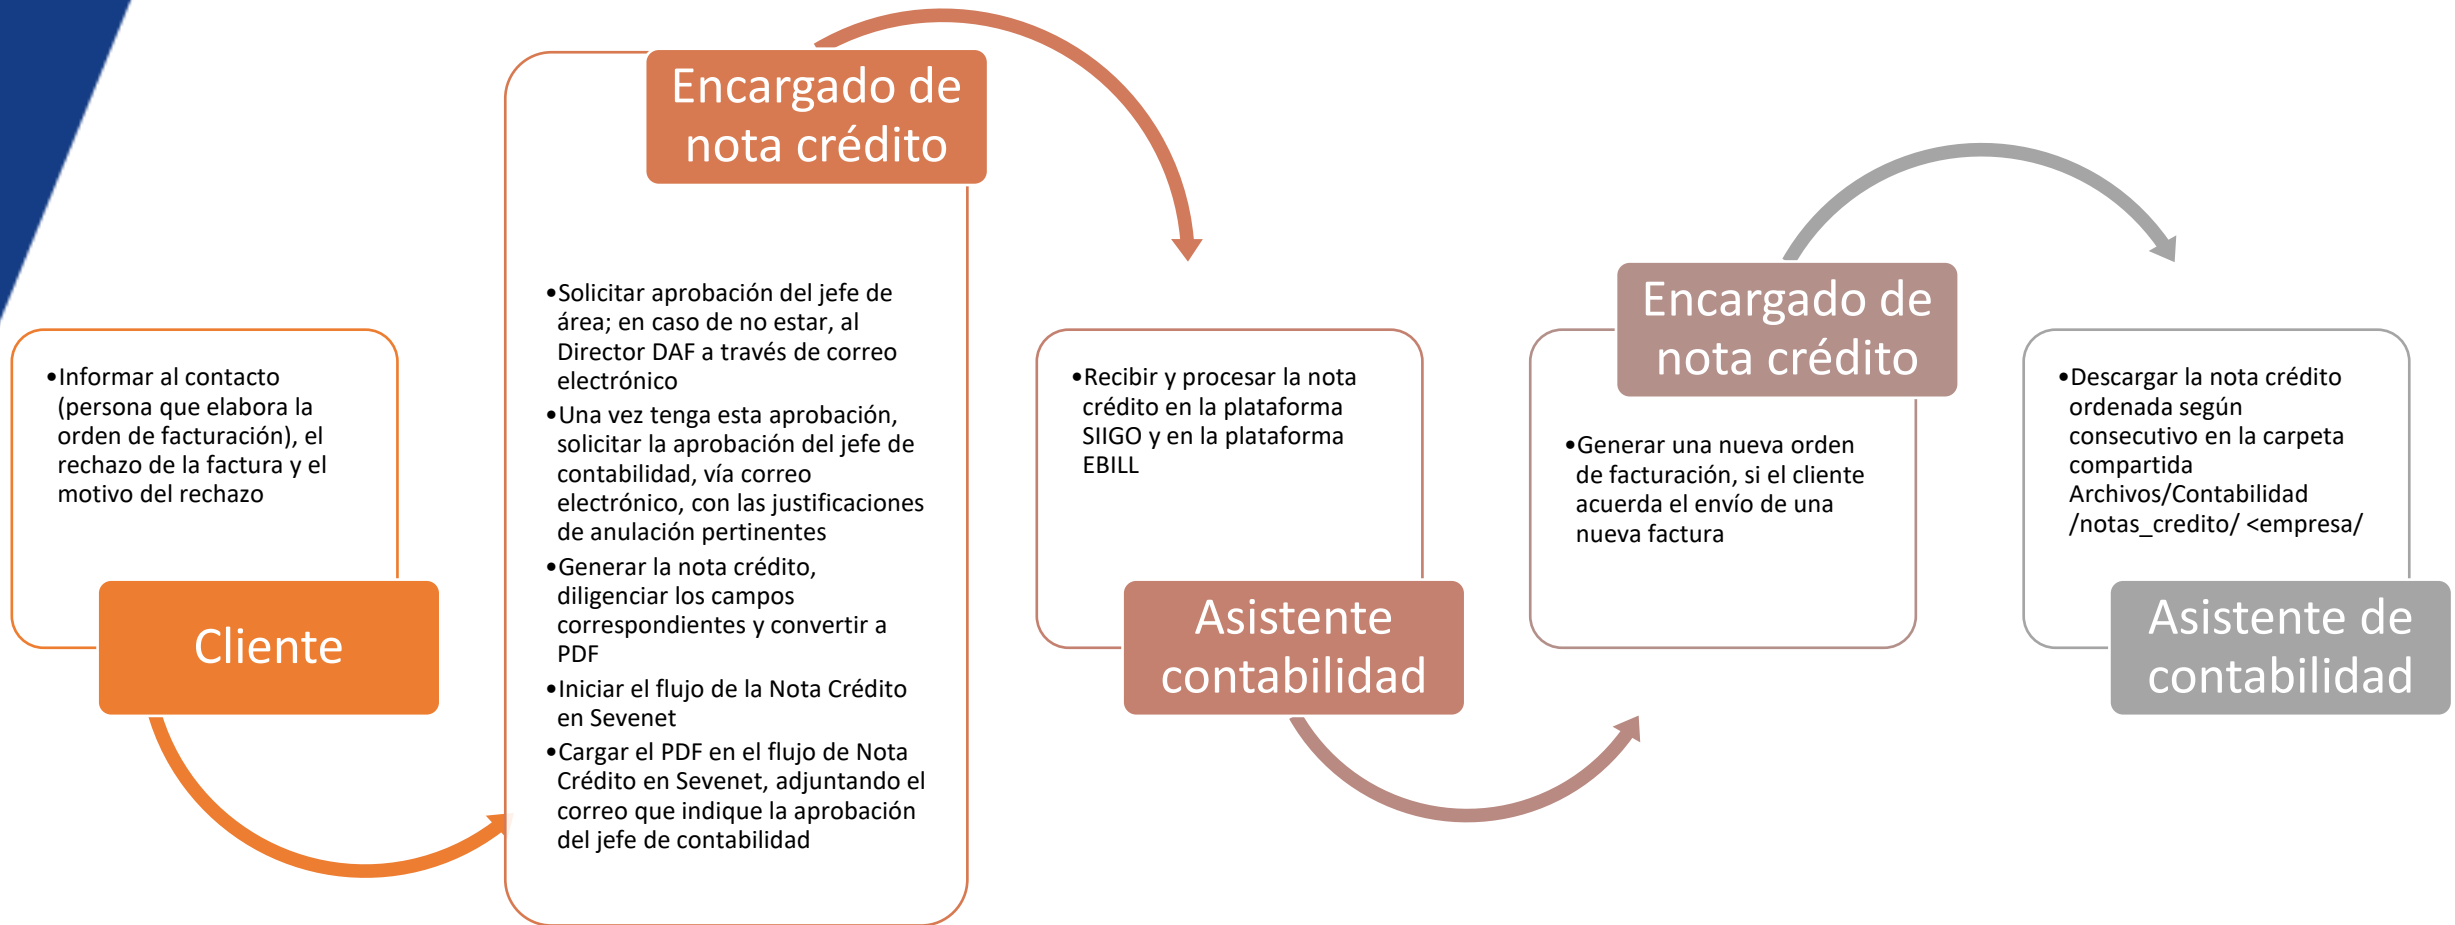 •Informar al contacto
(persona que elabora la
orden de facturación), el
rechazo de la factura y el
motivo del rechazo
Cliente
Encargado de
nota crédito
•Solicitar aprobación del jefe de
área; en caso de no estar, al
Director DAF a través de correo
electrónico
•Una vez tenga esta aprobación,
solicitar la aprobación del jefe de
contabilidad, vía correo
electrónico, con las justificaciones
de anulación pertinentes
•Generar la nota crédito,
diligenciar los campos
correspondientes y convertir a
PDF
•Iniciar el flujo de la Nota Crédito
en Sevenet
•Cargar el PDF en el flujo de Nota
Crédito en Sevenet, adjuntando el
correo que indique la aprobación
del jefe de contabilidad
•Recibir y procesar la nota
crédito en la plataforma
SIIGO y en la plataforma
EBILL
Asistente
contabilidad
Encargado de
nota crédito
•Generar una nueva orden
de facturación, si el cliente
acuerda el envío de una
nueva factura
•Descargar la nota crédito
ordenada según
consecutivo en la carpeta
compartida
Archivos/Contabilidad
/notas_credito/ <empresa/
Asistente de
contabilidad